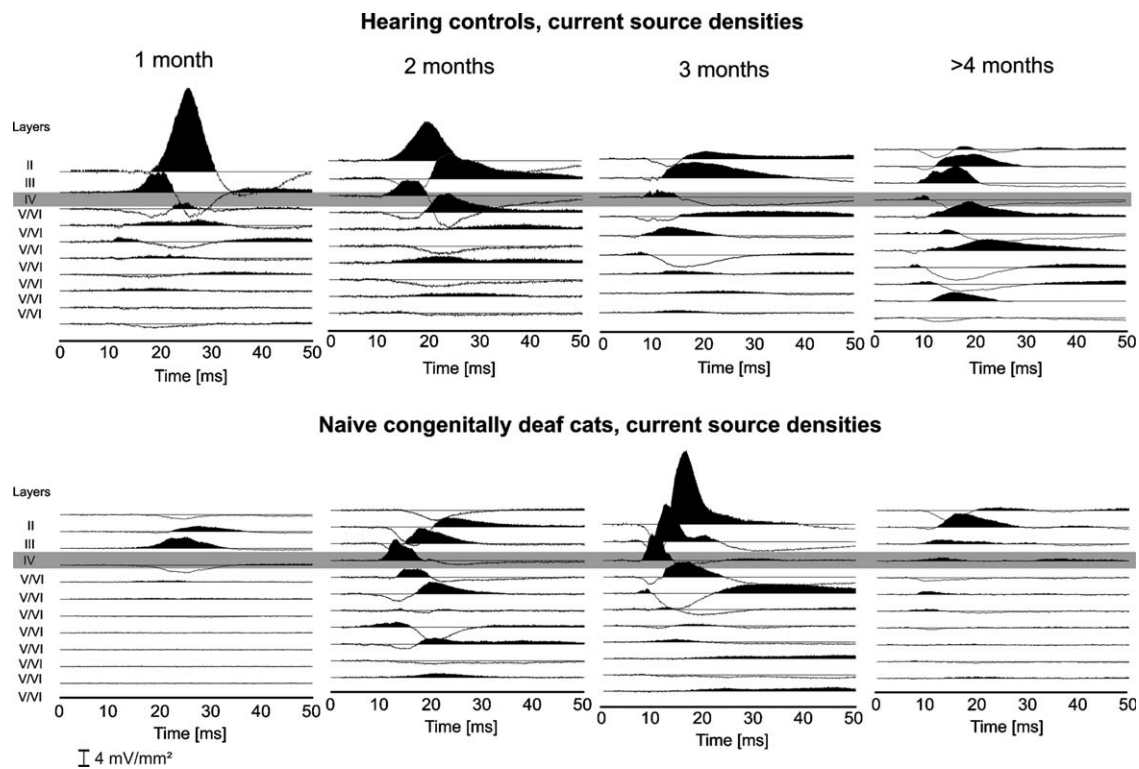 Hearing controls, current source densities
1 month
2 months
3 months
>4 months
Layers
II
III
IV
V/VI
V/VI
V/VI
V/VI
V/VI
V/VI
V/VI
0 10 20 30 40 50
0 10 20 30 40 50
0 10 20 30 40 50
0 10 20 30 40 50
Time [ms]
Time [ms]
Time [ms]
Time [ms]
Naive congenitally deaf cats, current source densities
Layers
II
III
IV
V/VI
V/VI
V/VI
V/VI
V/VI
V/VI
V/VI
V/VI
0 10 20 30 40 50
0 10 20 30 40 50
0 10 20 30 40 50
0 10 20 30 40 50
Time [ms]
Time [ms]
Time [ms]
Time [ms]
4 mV/mm²